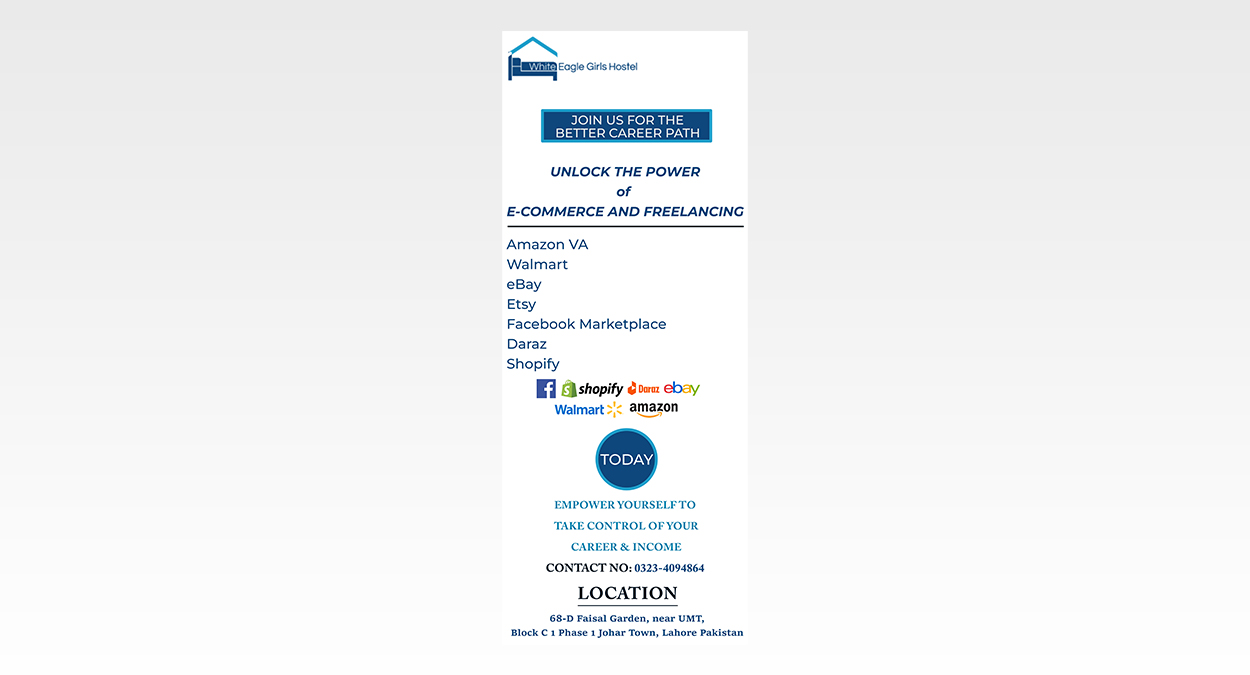 White Eagle Girls Hostel
JOIN US FOR THE
BETTER CAREER PATH
UNLOCK THE POWER
of
E-COMMERCE AND FREELANCING
Amazon VA
Walmart
eBay
Etsy
Facebook Marketplace
Daraz
Shopify
f shopify Daraz ebay
Walmart amazon
TODAY
EMPOWER YOURSELF TO
TAKE CONTROL OF YOUR
CAREER & INCOME
CONTACT NO: 0323-4094864
LOCATION
68-D Faisal Garden, near UMT,
Block C 1 Phase 1 Johar Town, Lahore Pakistan